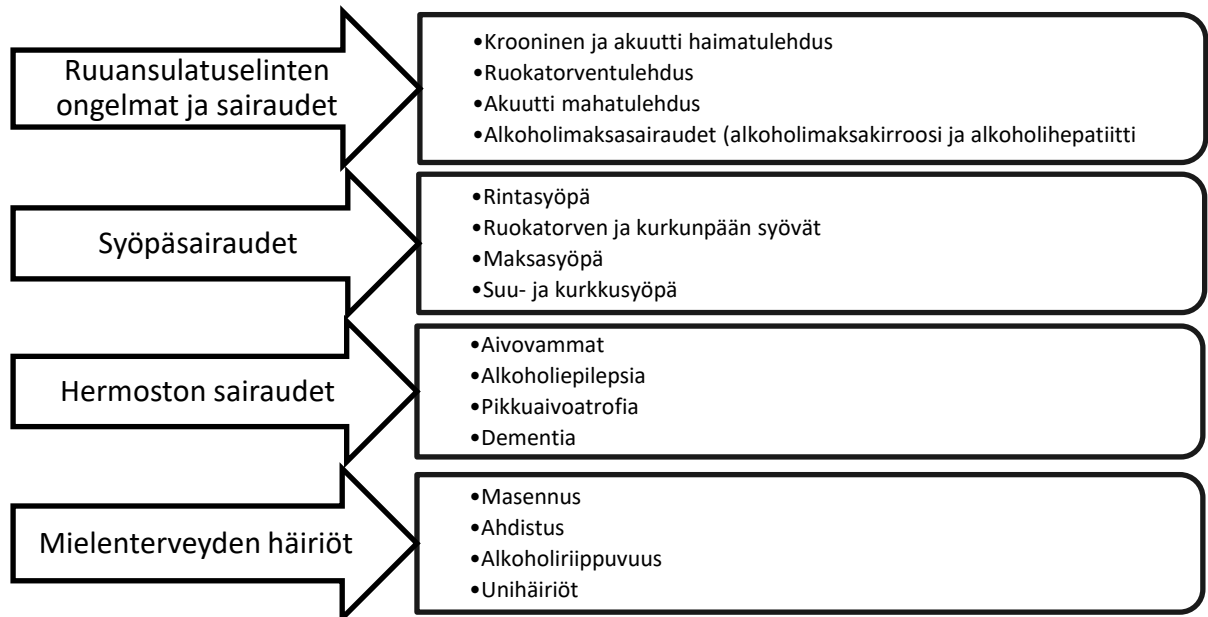 Ruuansulatuselinten
ongelmat ja sairaudet
•Krooninen ja akuutti haimatulehdus
•Ruokatorventulehdus
•Akuutti mahatulehdus
•Alkoholimaksasairaudet (alkoholimaksakirroosi ja alkoholihepatiitti
Syöpäsairaudet
•Rintasyöpä
•Ruokatorven ja kurkunpään syövät
•Maksasyöpä
•Suu- ja kurkkusyöpä
Hermoston sairaudet
•Aivovammat
•Alkoholiepilepsia
•Pikkuaivoatrofia
•Dementia
Mielenterveyden häiriöt
•Masennus
•Ahdistus
•Alkoholiriippuvuus
•Unihäiriöt